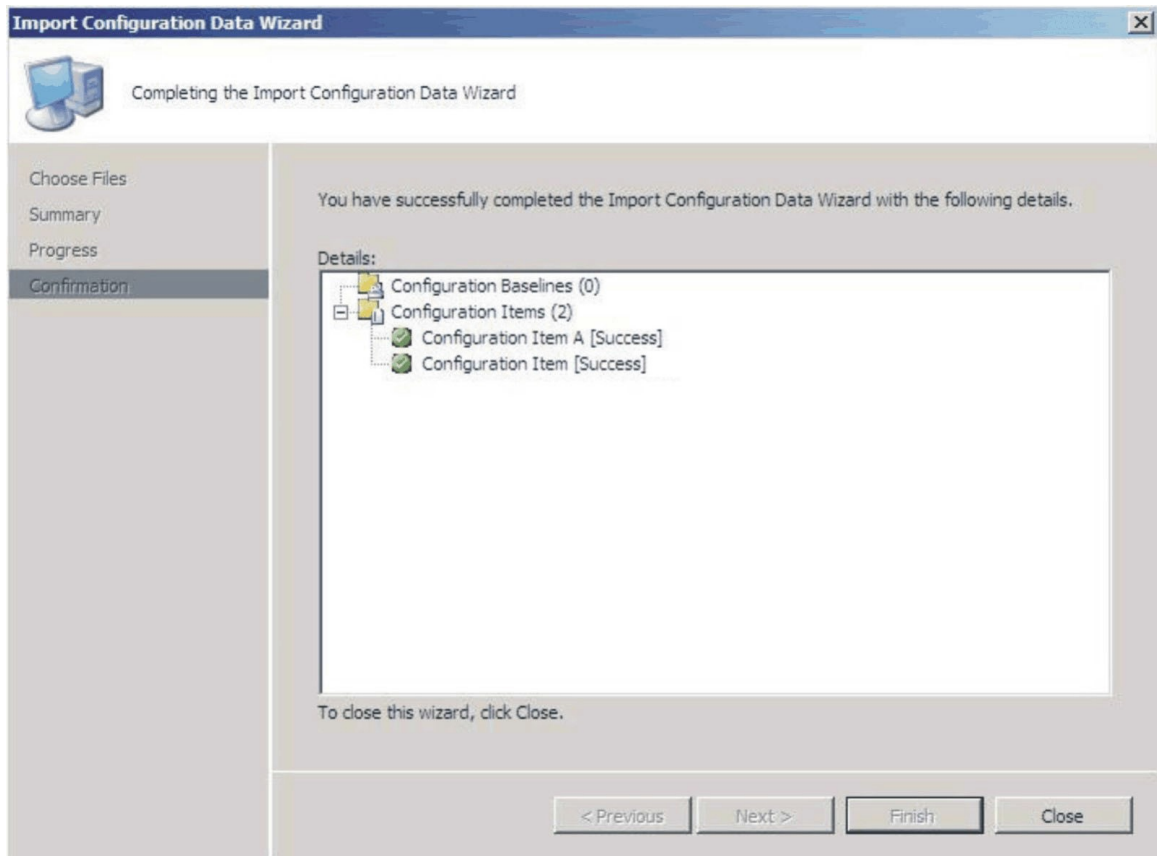 Import Configuration Data Wizard
Completing the Import Configuration Data Wizard
Choose Files
Summary
Progress
Confirmation
You have successfully completed the Import Configuration Data Wizard with the following details.
Details:
Configuration Baselines (0)
Configuration Items (2)
Configuration Item A [Success]
Configuration Item [Success]
To close this wizard, click Close.
< Previous
Next >
Finish
Close